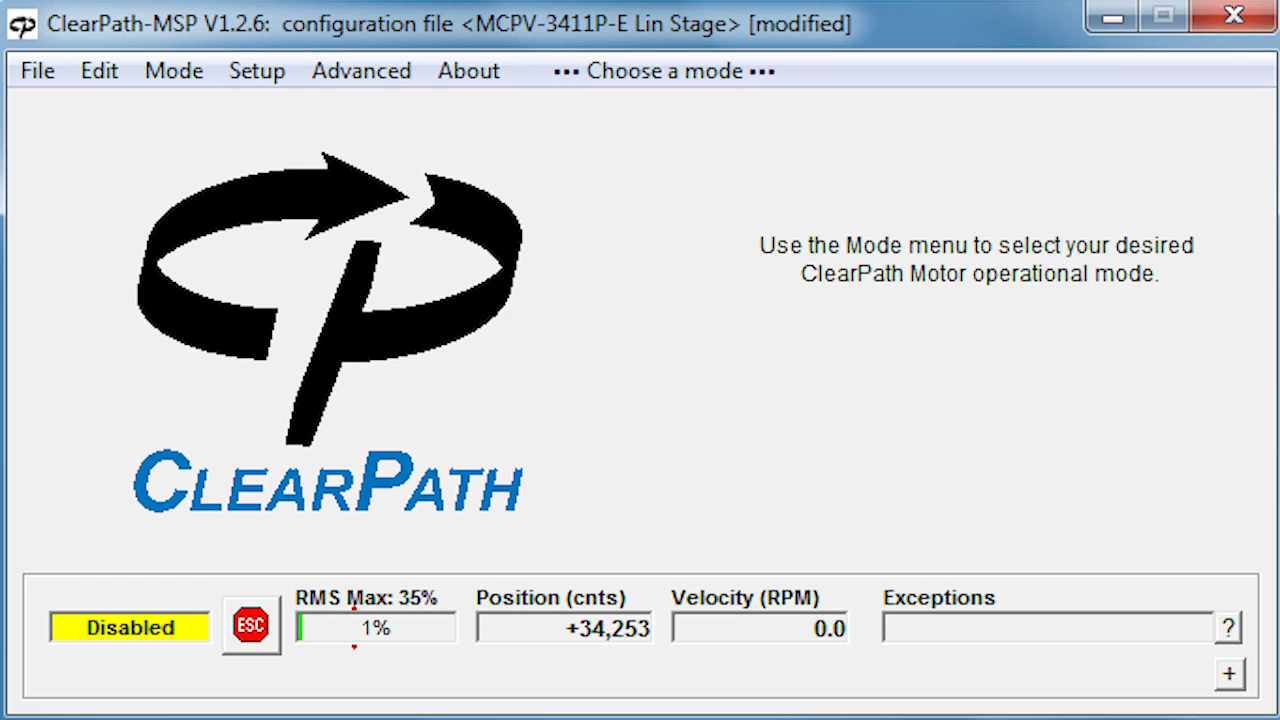 ClearPath-MSP V1.2.6: configuration file <MCPV-3411P-E Lin Stage> [modified]
File Edit Mode Setup Advanced About ••• Choose a mode •••
Use the Mode menu to select your desired
ClearPath Motor operational mode.
CLEARPATH
RMS Max: 35% Position (cnts) Velocity (RPM) Exceptions
Disabled ESC 1% +34,253 0.0 ?
+